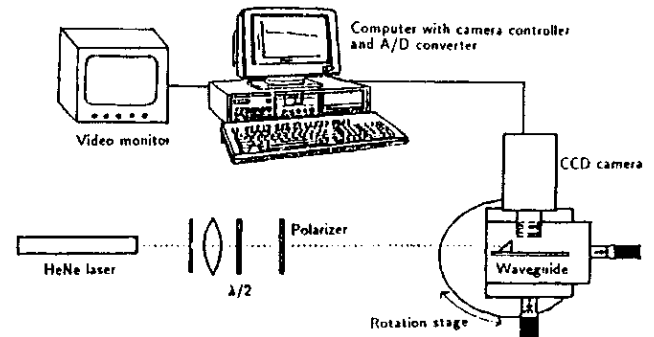 Computer with camera controller
and A/D converter
Video monitor
CCD camera
Polarizer
HeNe laser
λ/2
Waveguide
Rotation stage